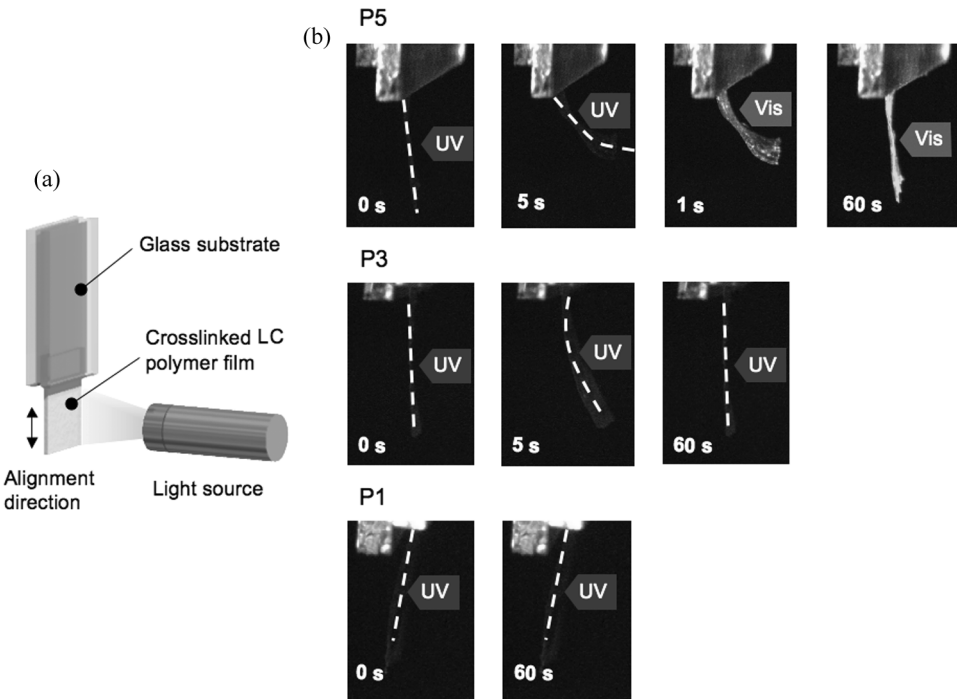 P5
(b)
UV
0 s
UV
5 s
Vis
1 s
Vis
60 s
(a)
Glass substrate
Crosslinked LC
polymer film
Alignment
direction
Light source
P3
UV
0 s
UV
5 s
UV
60 s
P1
UV
0 s
UV
60 s